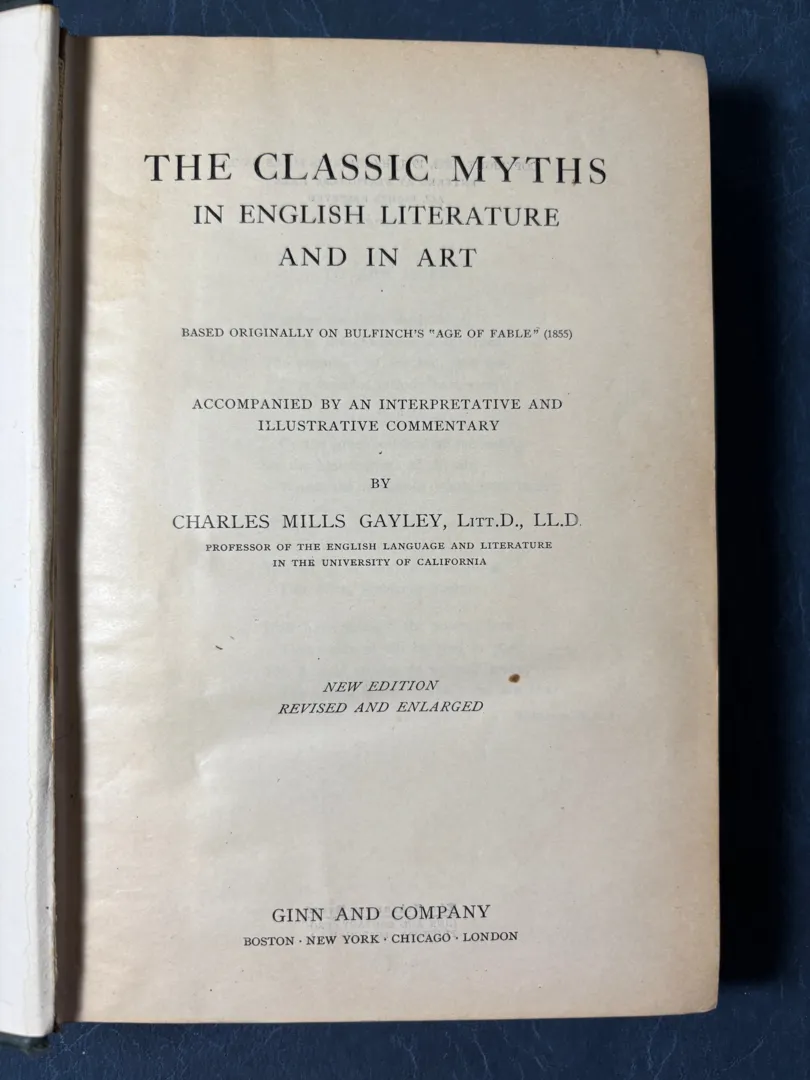 THE CLASSIC MYTHS
IN ENGLISH LITERATURE
AND IN ART
BASED ORIGINALLY ON BULFINCH'S "AGE OF FABLE" (1855)
ACCOMPANIED BY AN INTERPRETATIVE AND
ILLUSTRATIVE COMMENTARY
BY
CHARLES MILLS GAYLEY, LITT.D., LL.D.
PROFESSOR OF THE ENGLISH LANGUAGE AND LITERATURE
IN THE UNIVERSITY OF CALIFORNIA
NEW EDITION
REVISED AND ENLARGED
GINN AND COMPANY
BOSTON · NEW YORK · CHICAGO · LONDON